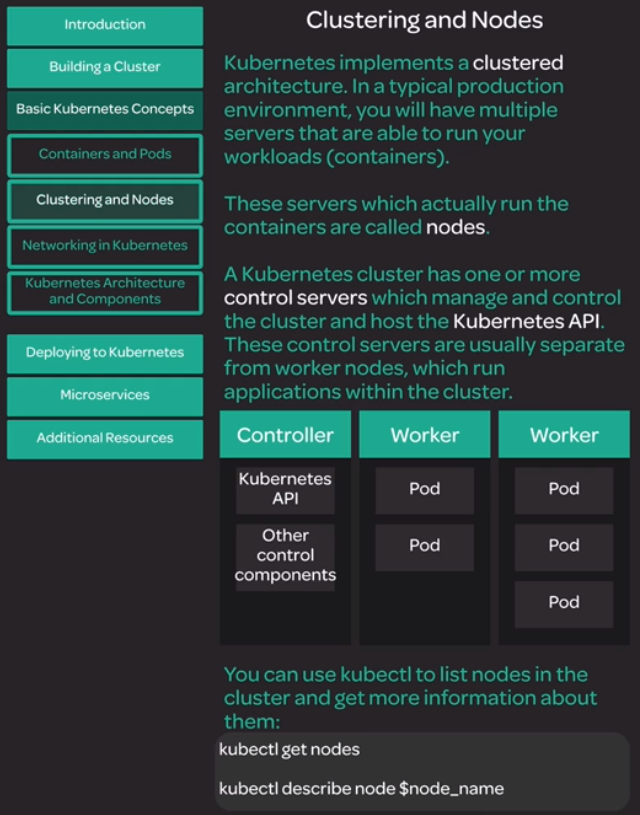 Introduction
Building a Cluster
Basic Kubernetes Concepts
Containers and Pods
Clustering and Nodes
Networking in Kubernetes
Kubernetes Architecture
and Components
Deploying to Kubernetes
Microservices
Additional Resources
Clustering and Nodes
Kubernetes implements a clustered
architecture. In a typical production
environment, you will have multiple
servers that are able to run your
workloads (containers).
These servers which actually run the
containers are called nodes.
A Kubernetes cluster has one or more
control servers which manage and control
the cluster and host the Kubernetes API.
These control servers are usually separate
from worker nodes, which run
applications within the cluster.
Controller
Kubernetes
API
Other
control
components
Worker
Pod
Pod
Worker
Pod
Pod
Pod
You can use kubectl to list nodes in the
cluster and get more information about
them:
kubectl get nodes
kubectl describe node $node_name